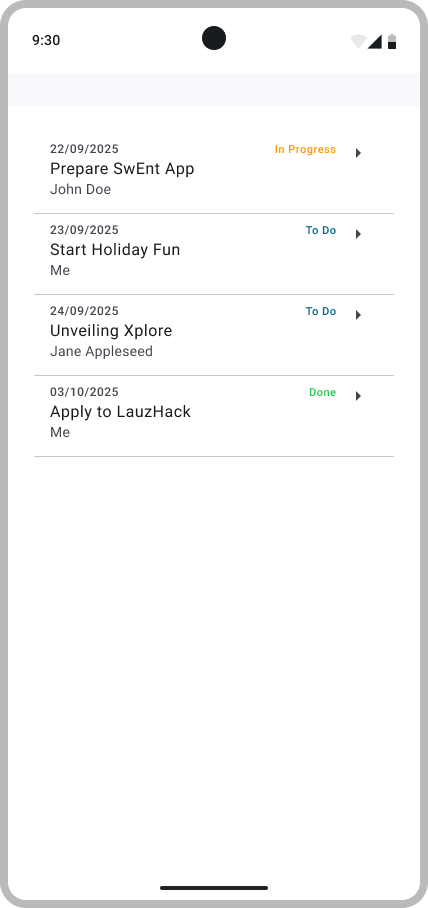 9:30
22/09/2025 In Progress
Prepare SwEnt App
John Doe
23/09/2025 To Do
Start Holiday Fun
Me
24/09/2025 To Do
Unveiling Xplore
Jane Appleseed
03/10/2025 Done
Apply to LauzHack
Me